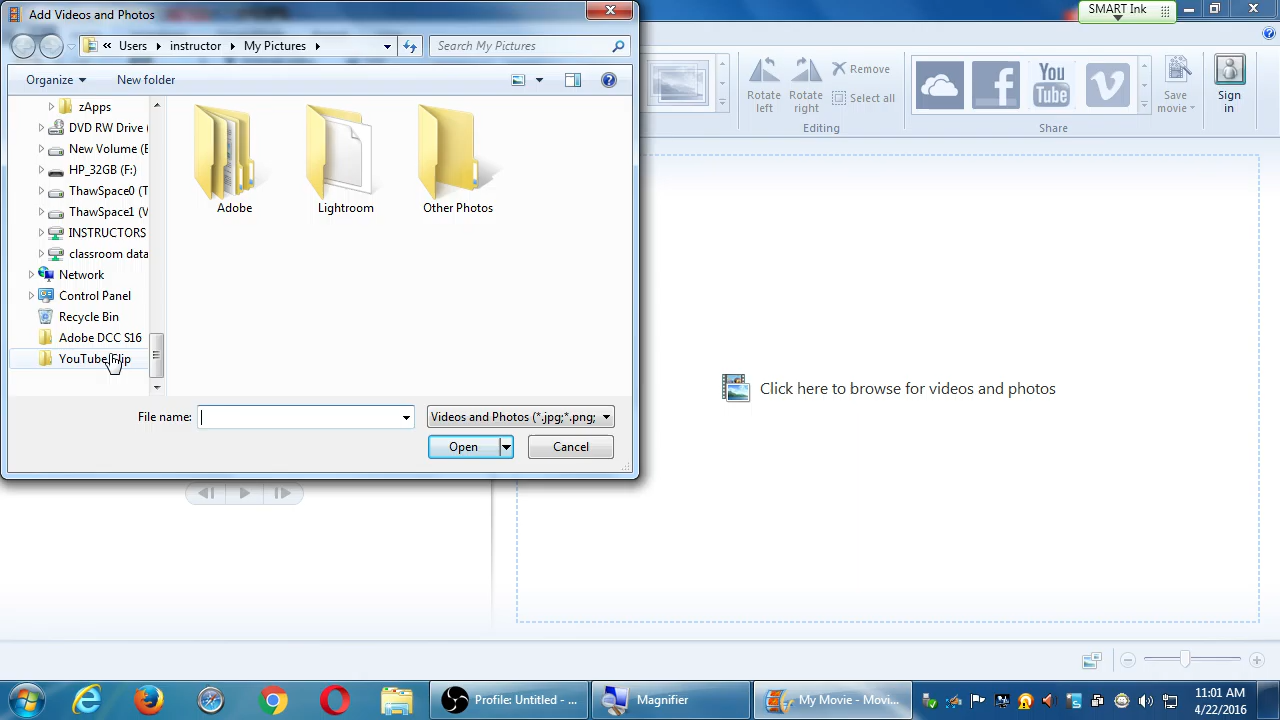 Add Videos and Photos
SMART Ink
« Users instructor My Pictures
Search My Pictures
Organize
New folder
zApps
DVD RW Drive (
New Volume (E
HP_32GB (F:)
ThawSpace0 (T
ThawSpace1 (V
INSTRUCTORS
classroom data
Network
Control Panel
Recycle Bin
Adobe DCC S16
YouTube Flip
Adobe
Lightroom
Other Photos
File name:
Videos and Photos (*.jpg;*.png;
Open
Cancel
Rotate left
Rotate right
Remove
Select all
Editing
You Tube
Share
Save movie
Sign in
Click here to browse for videos and photos
Profile: Untitled - ...
Magnifier
My Movie - Movi...
11:01 AM
4/22/2016